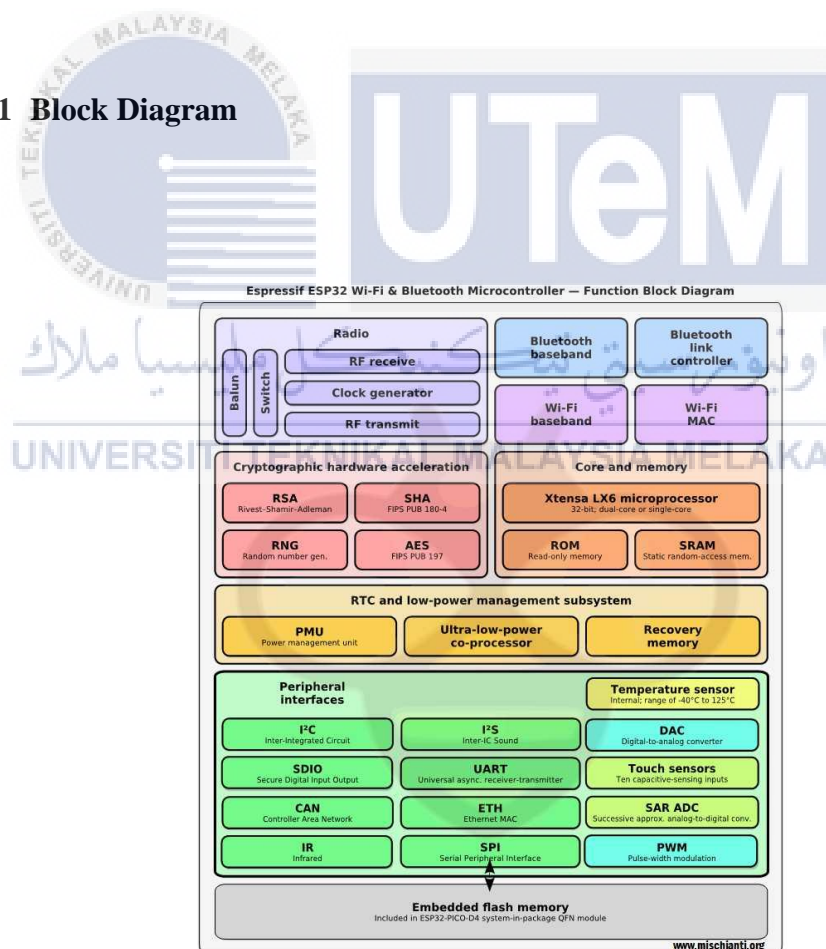 UNIVERSITI TEKNIKAL MALAYSIA MELAKA
1 Block Diagram
UTeM
Espressif ESP32 Wi-Fi & Bluetooth Microcontroller — Function Block Diagram
Radio
Balun
Switch
RF receive
Clock generator
RF transmit
Bluetooth
baseband
Bluetooth
link
controller
Wi-Fi
baseband
Wi-Fi
MAC
اونيۏرسيتي تيكنيكل مليسيا ملاك
UNIVERSITI TEKNIKAL MALAYSIA MELAKA
Cryptographic hardware acceleration
RSA
Rivest–Shamir–Adleman
SHA
FIPS PUB 180-4
RNG
Random number gen.
AES
FIPS PUB 197
Core and memory
Xtensa LX6 microprocessor
32-bit; dual-core or single-core
ROM
Read-only memory
SRAM
Static random-access mem.
RTC and low-power management subsystem
PMU
Power management unit
Ultra-low-power
co-processor
Recovery
memory
Peripheral
interfaces
Temperature sensor
Internal; range of -40°C to 125°C
I²C
Inter-Integrated Circuit
I²S
Inter-IC Sound
DAC
Digital-to-analog converter
SDIO
Secure Digital Input Output
UART
Universal async. receiver-transmitter
Touch sensors
Ten capacitive-sensing inputs
CAN
Controller Area Network
ETH
Ethernet MAC
SAR ADC
Successive approx. analog-to-digital conv.
IR
Infrared
SPI
Serial Peripheral Interface
PWM
Pulse-width modulation
Embedded flash memory
Included in ESP32-PICO-D4 system-in-package QFN module
www.mischianti.org